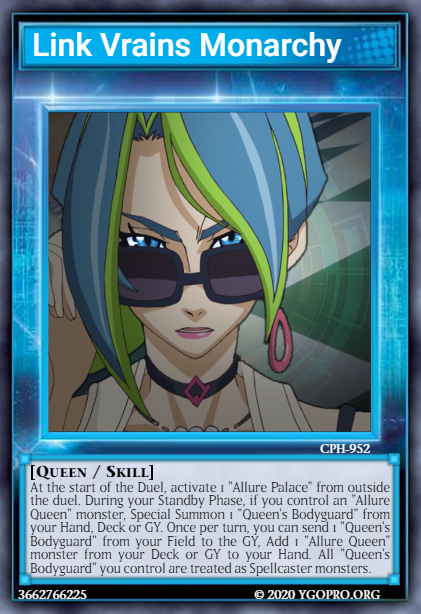 Link Vrains Monarchy
CPH-952
[QUEEN / SKILL]
At the start of the Duel, activate 1 "Allure Palace" from outside
the duel. During your Standby Phase, if you control an "Allure
Queen" monster, Special Summon 1 "Queen's Bodyguard" from
your Hand, Deck or GY. Once per turn, you can send 1 "Queen's
Bodyguard" from your Field to the GY, Add 1 "Allure Queen"
monster from your Deck or GY to your Hand. All "Queen's
Bodyguard" you control are treated as Spellcaster monsters.
3662766225
© 2020 YGOPRO.ORG